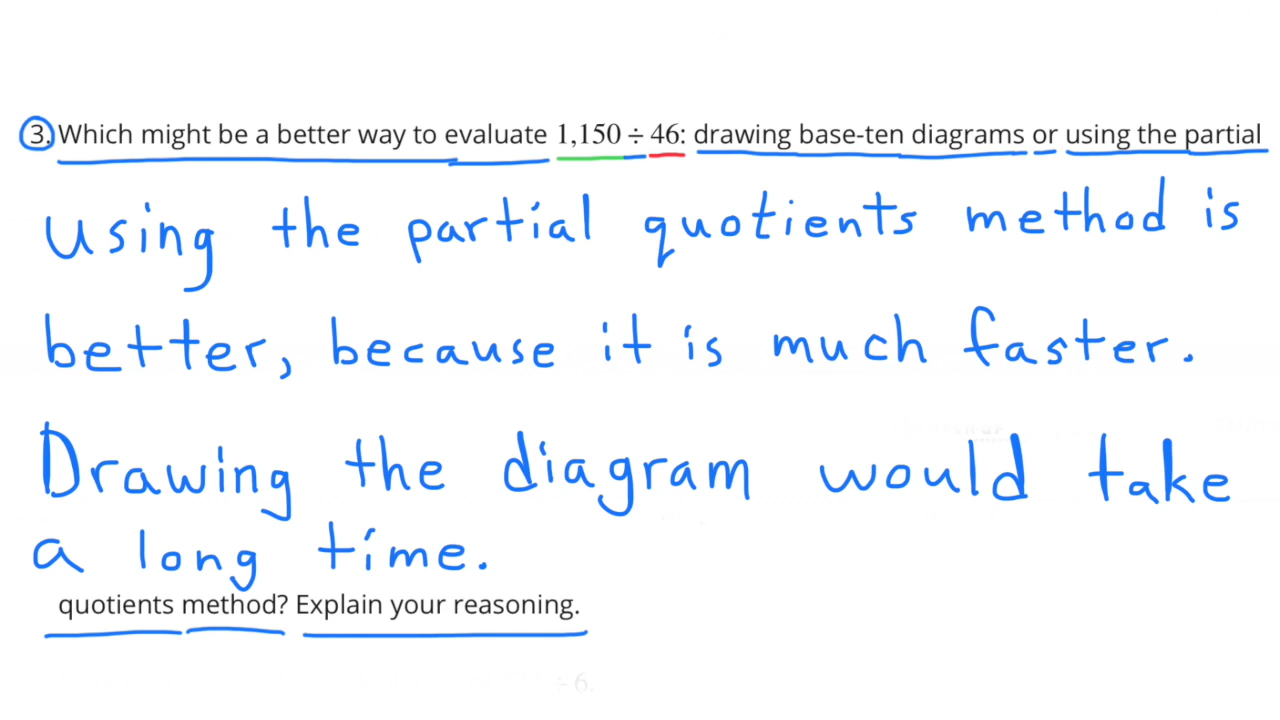 3. Which might be a better way to evaluate 1,150 ÷ 46: drawing base-ten diagrams or using the partial
Using the partial quotients method is
better, because it is much faster.
Drawing the diagram would take
a long time.
quotients method? Explain your reasoning.
÷ 6.